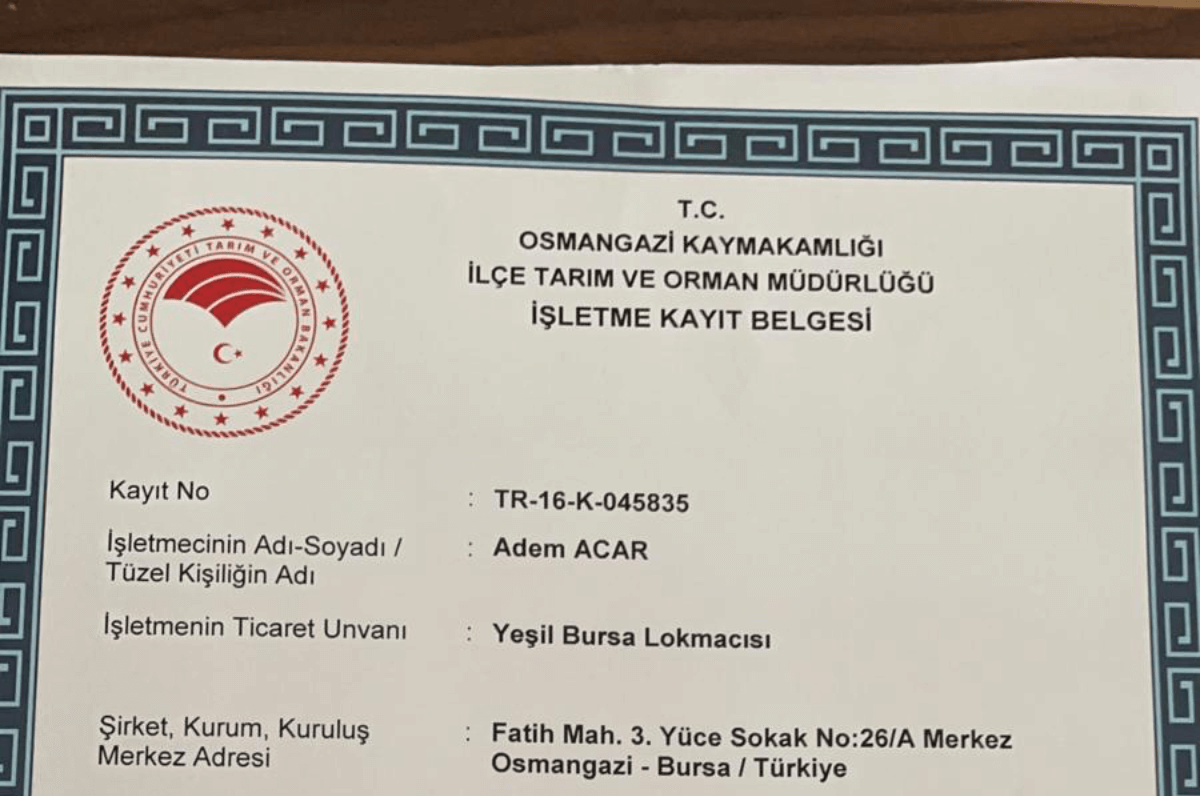 T.C.
OSMANGAZİ KAYMAKAMLIĞI
İLÇE TARIM VE ORMAN MÜDÜRLÜĞÜ
İŞLETME KAYIT BELGESİ
TÜRKİYE CUMHURİYETİ TARIM VE ORMAN BAKANLIĞI
Kayıt No : TR-16-K-045835
İşletmecinin Adı-Soyadı / : Adem ACAR
Tüzel Kişiliğin Adı
İşletmenin Ticaret Unvanı : Yeşil Bursa Lokmacısı
Şirket, Kurum, Kuruluş : Fatih Mah. 3. Yüce Sokak No:26/A Merkez
Merkez Adresi Osmangazi - Bursa / Türkiye